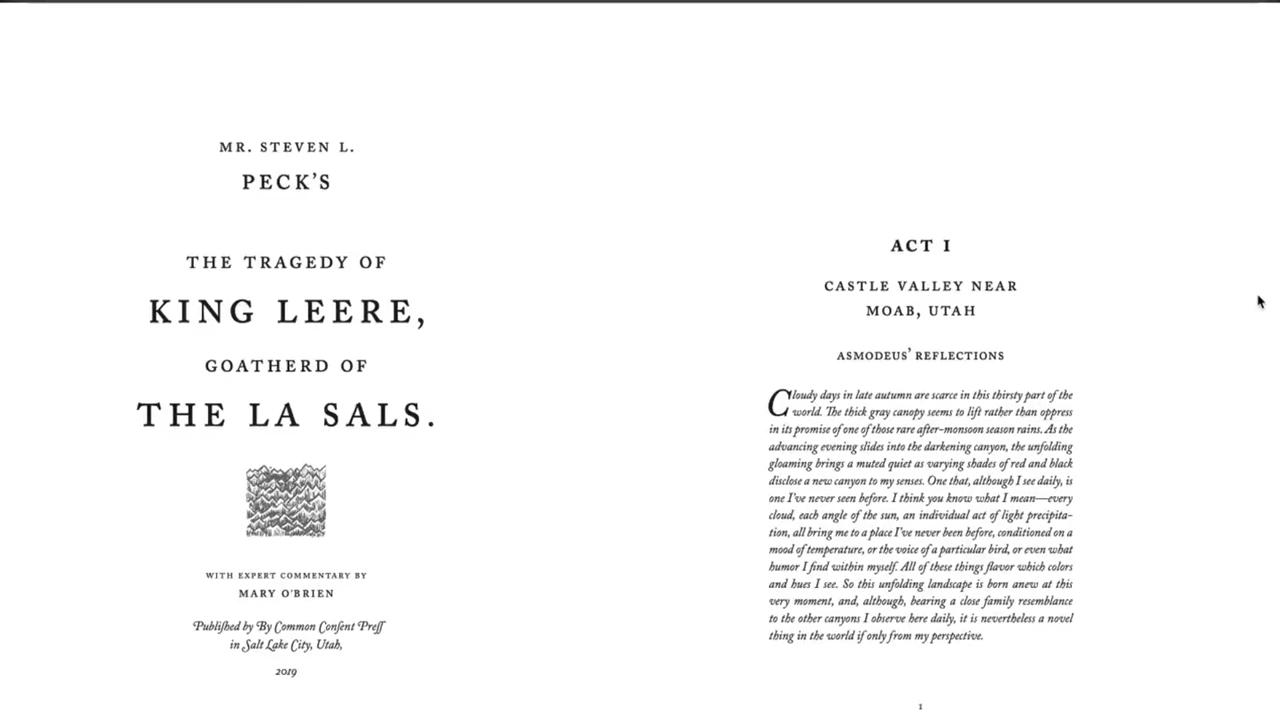 MR. STEVEN L.
PECK’S
THE TRAGEDY OF
KING LEERE,
GOATHERD OF
THE LA SALS.
WITH EXPERT COMMENTARY BY
MARY O’BRIEN
Publiſhed by By Common Conſent Preſſ
in Salt Lake City, Utah,
2019
ACT I
CASTLE VALLEY NEAR
MOAB, UTAH
ASMODEUS’ REFLECTIONS
Cloudy days in late autumn are scarce in this thirsty part of the
world. The thick gray canopy seems to lift rather than oppress
in its promise of one of those rare after-monsoon season rains. As the
advancing evening slides into the darkening canyon, the unfolding
gloaming brings a muted quiet as varying shades of red and black
disclose a new canyon to my senses. One that, although I see daily, is
one I’ve never seen before. I think you know what I mean—every
cloud, each angle of the sun, an individual act of light precipita-
tion, all bring me to a place I’ve never been before, conditioned on a
mood of temperature, or the voice of a particular bird, or even what
humor I find within myself. All of these things flavor which colors
and hues I see. So this unfolding landscape is born anew at this
very moment, and, although, bearing a close family resemblance
to the other canyons I observe here daily, it is nevertheless a novel
thing in the world if only from my perspective.
1